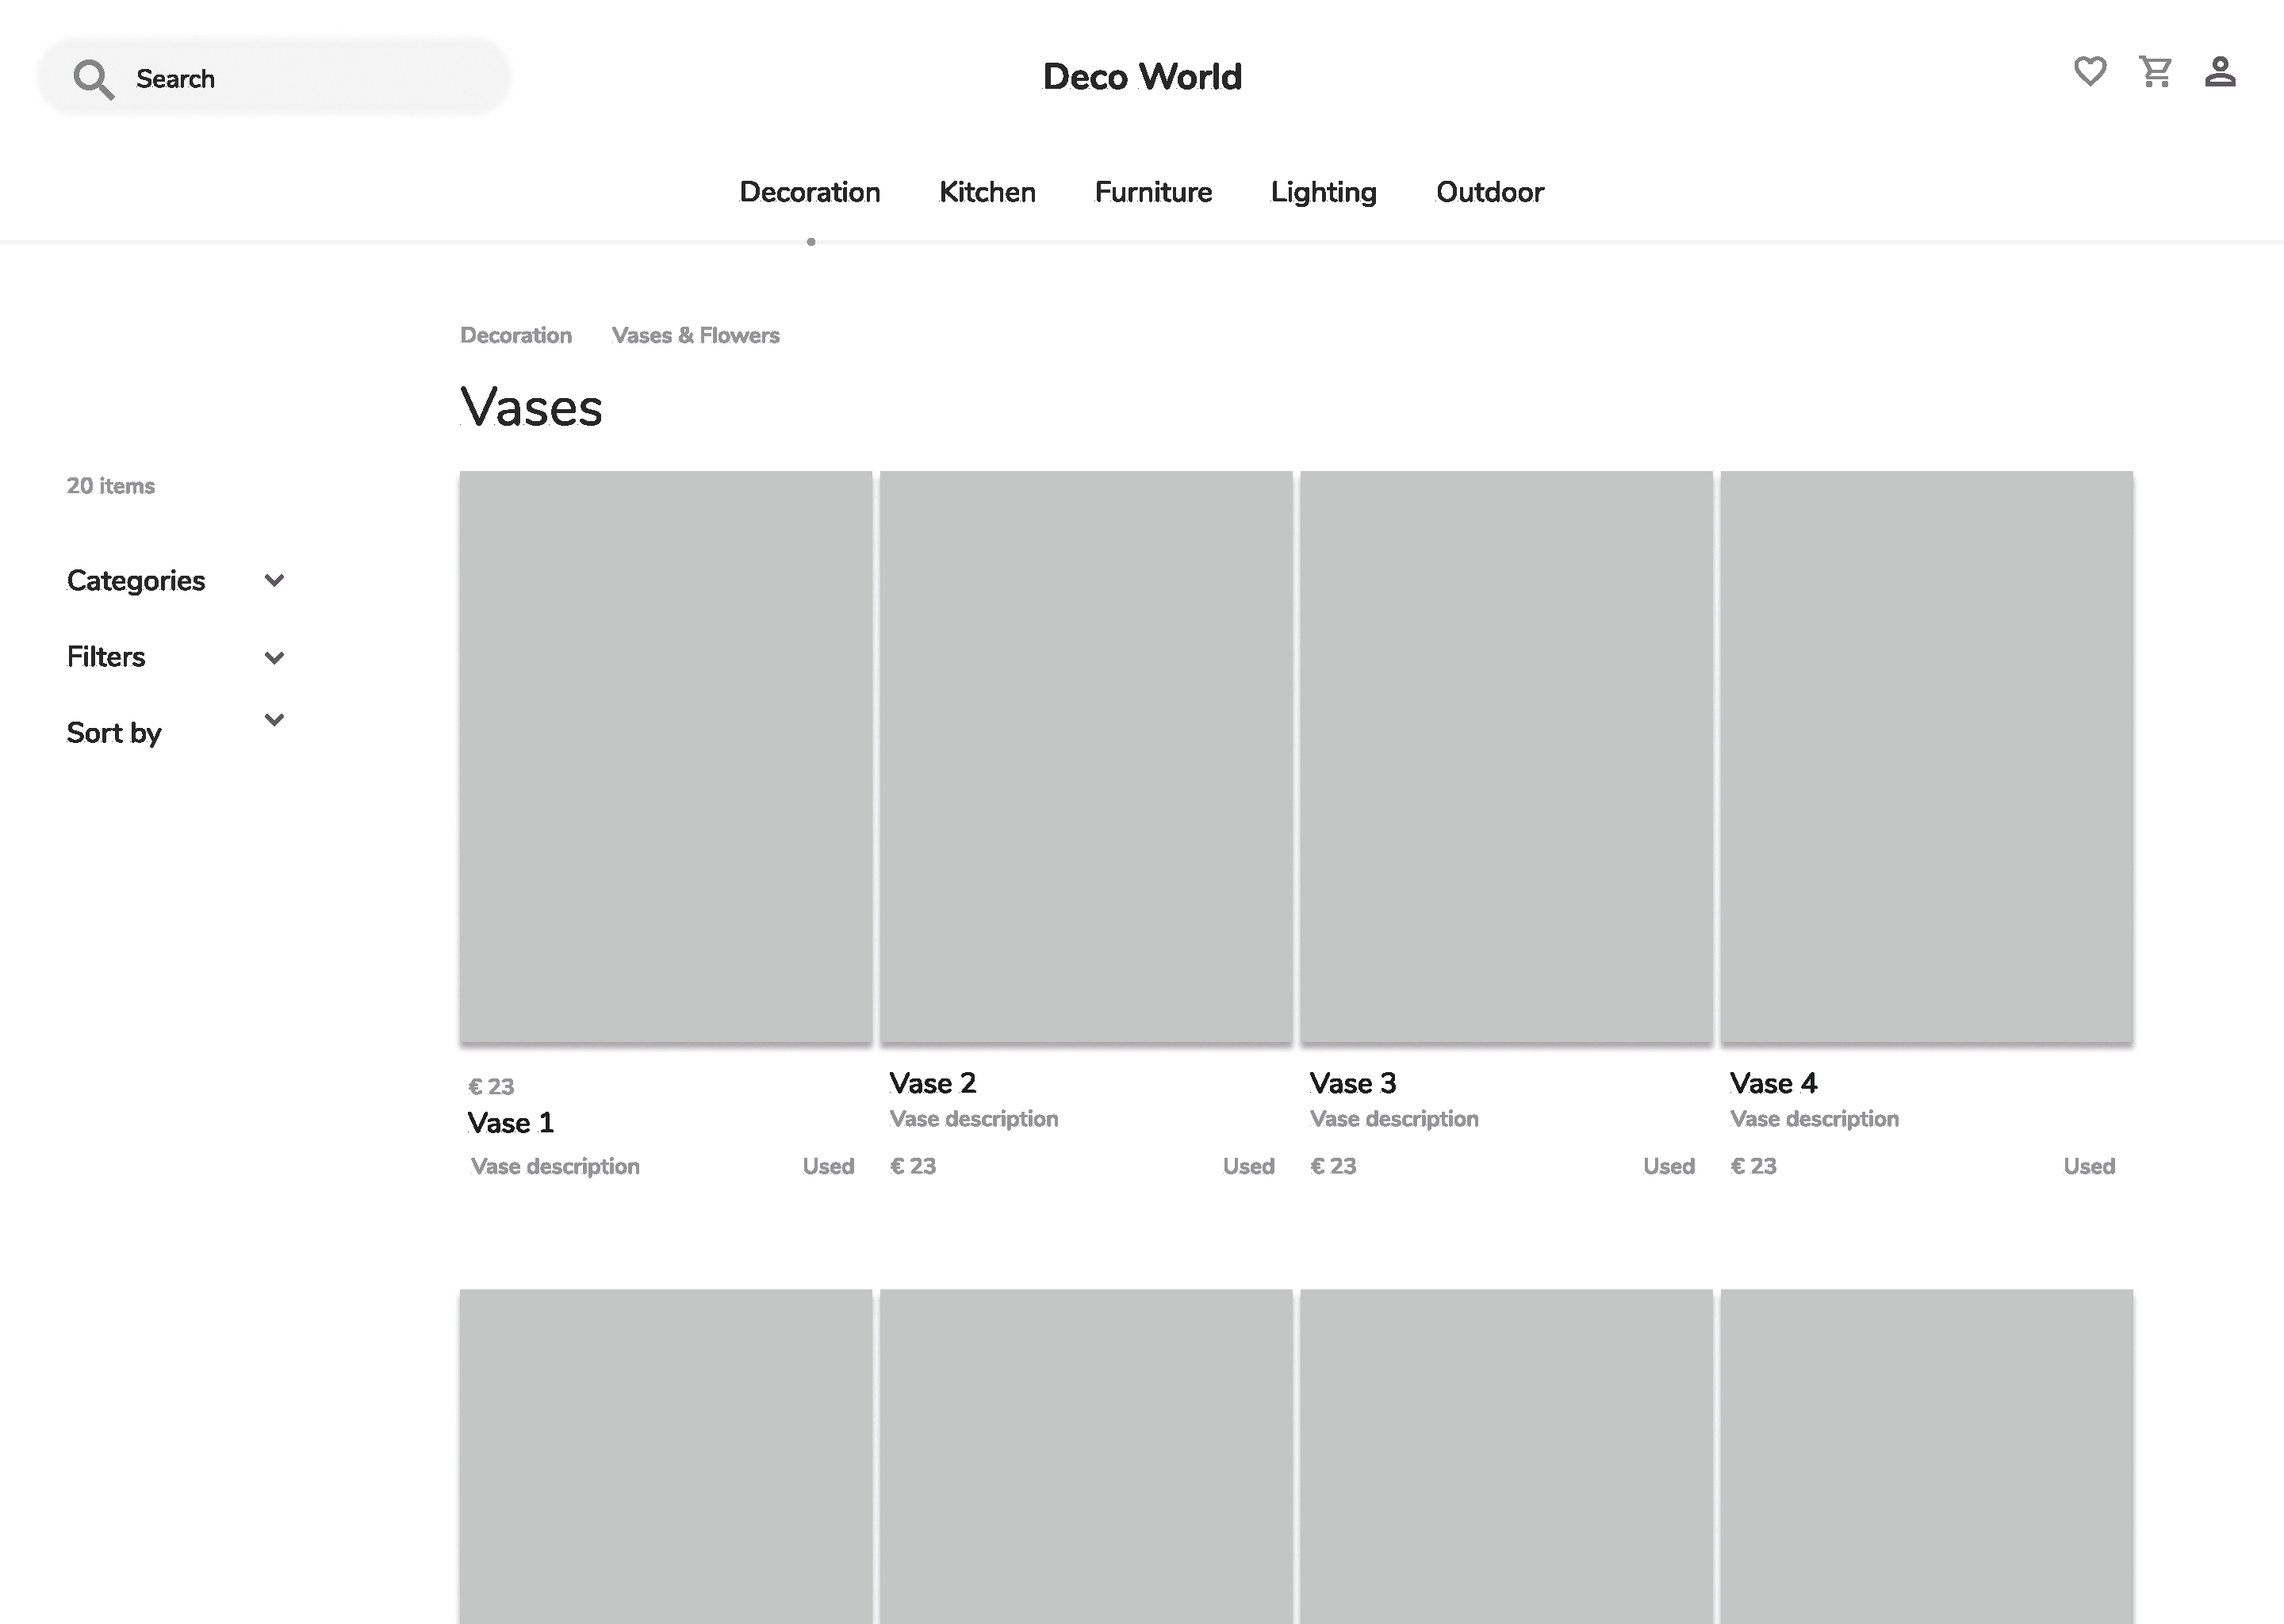 Search
Deco World
Decoration Kitchen Furniture Lighting Outdoor
Decoration Vases & Flowers
Vases
20 items
Categories
Filters
Sort by
€ 23
Vase 1
Vase description Used
Vase 2
Vase description
€ 23 Used
Vase 3
Vase description
€ 23 Used
Vase 4
Vase description
€ 23 Used